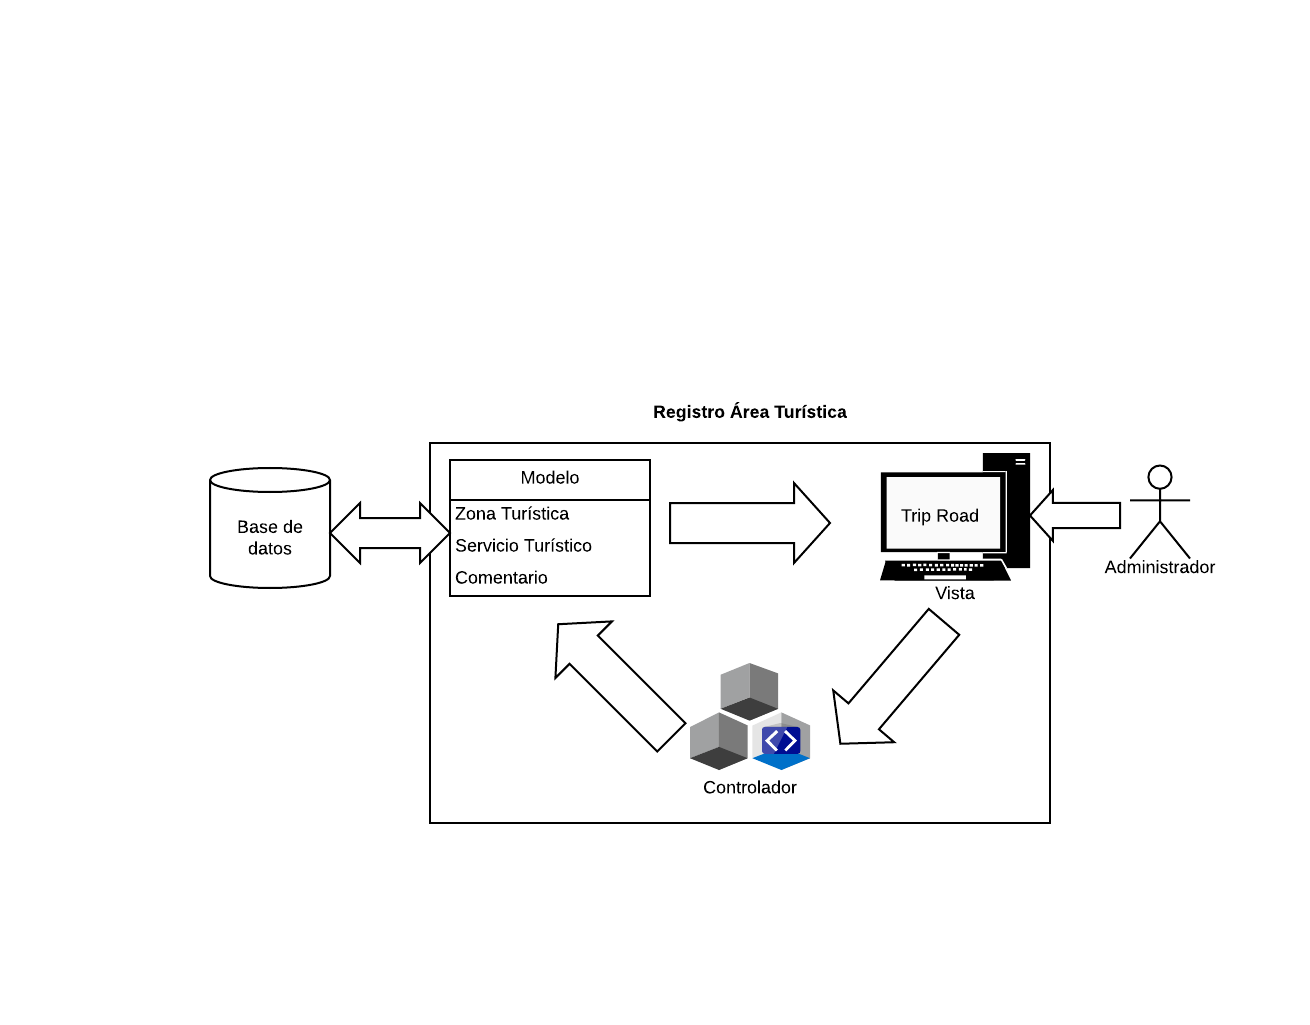 Registro Área Turística
Modelo
Zona Turística
Servicio Turístico
Comentario
Base de
datos
Trip Road
Vista
Administrador
Controlador